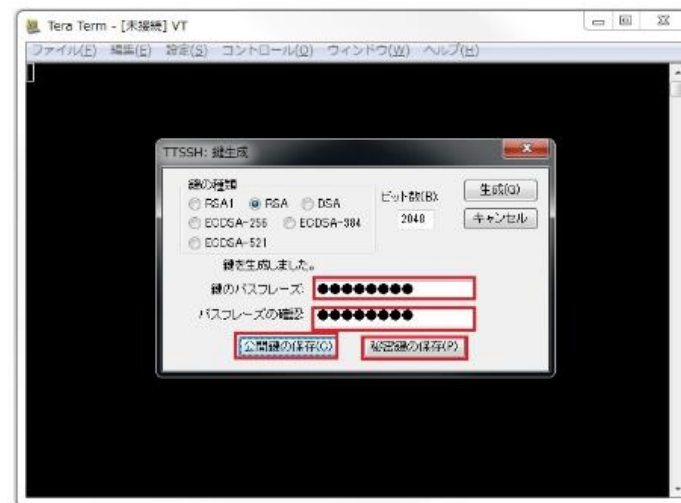 Tera Term - [未接続] VT
ファイル(F) 編集(E) 設定(S) コントロール(O) ウィンドウ(W) ヘルプ(H)
TTSSH: 鍵生成
鍵の種類
RSA1 RSA DSA
ECDSA-256 ECDSA-384
ECDSA-521
ビット数(B):
2048
生成(G)
キャンセル
鍵を生成しました。
鍵のパスフレーズ:
パスフレーズの確認:
公開鍵の保存(C)
秘密鍵の保存(P)